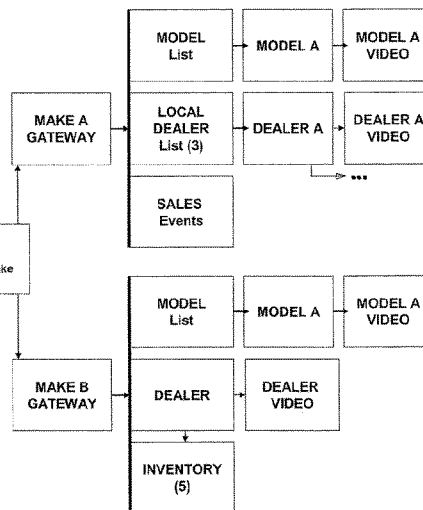 MODEL
List
MODEL A
MODEL A
VIDEO
MAKE A
GATEWAY
LOCAL
DEALER
List (3)
DEALER A
DEALER A
VIDEO
...
SALES
Events
MODEL
List
MODEL A
MODEL A
VIDEO
MAKE B
GATEWAY
DEALER
DEALER
VIDEO
INVENTORY
(5)